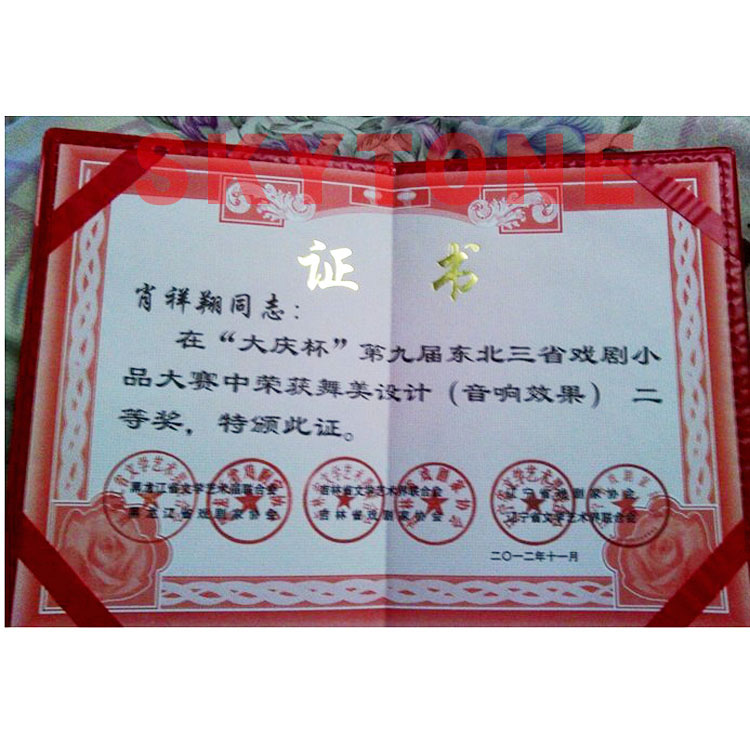 SKYTONE
证 书
肖祥翔同志：
在“大庆杯”第九届东北三省戏剧小
品大赛中荣获舞美设计（音响效果） 二
等奖，特颁此证。
黑龙江省文学艺术界联合会 吉林省文学艺术界联合会 辽宁省戏剧家协会
黑龙江省戏剧家协会 吉林省戏剧家协会 辽宁省文学艺术界联合会
二〇一二年十一月